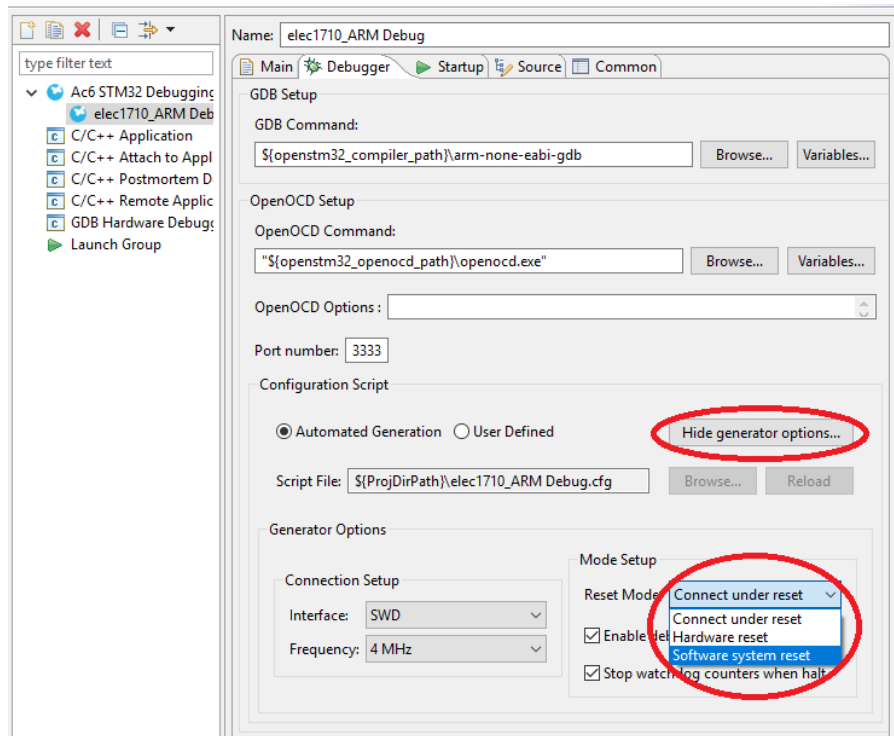 Name: elec1710_ARM Debug
type filter text
Ac6 STM32 Debugging
elec1710_ARM Deb
C/C++ Application
C/C++ Attach to Appl
C/C++ Postmortem D
C/C++ Remote Applic
GDB Hardware Debugg
Launch Group
Main Debugger Startup Source Common
GDB Setup
GDB Command:
${openstm32_compiler_path}\arm-none-eabi-gdb Browse... Variables...
OpenOCD Setup
OpenOCD Command:
"${openstm32_openocd_path}\openocd.exe" Browse... Variables...
OpenOCD Options :
Port number: 3333
Configuration Script
Automated Generation User Defined Hide generator options...
Script File: ${ProjDirPath}\elec1710_ARM Debug.cfg Browse... Reload
Generator Options
Connection Setup
Interface: SWD
Frequency: 4 MHz
Mode Setup
Reset Mode Connect under reset
Connect under reset
Hardware reset
Software system reset
Enable deb
Stop watchdog counters when halt